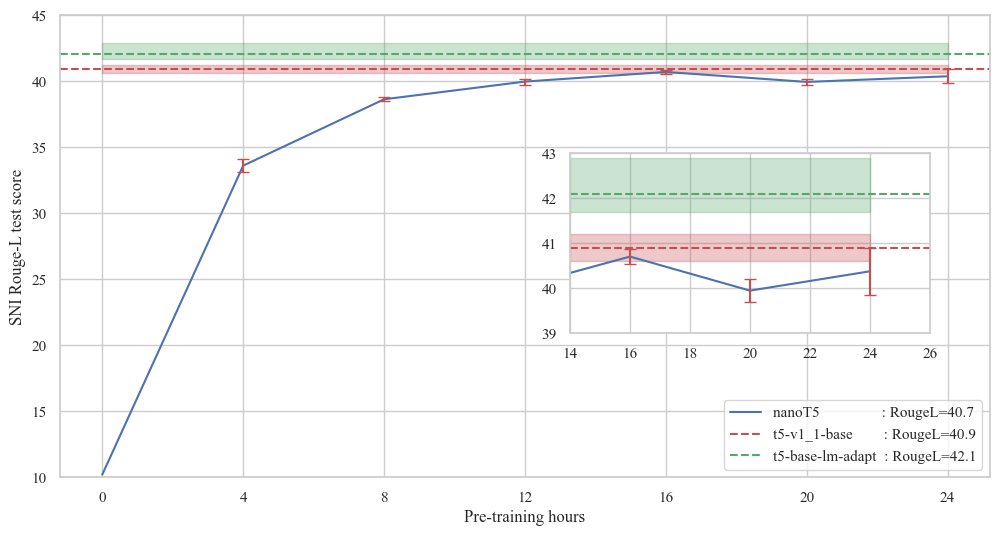 45
40
35
30
25
20
15
10
SNI Rouge-L test score
43
42
41
40
39
14 16 18 20 22 24 26
nanoT5 : RougeL=40.7
t5-v1_1-base : RougeL=40.9
t5-base-lm-adapt : RougeL=42.1
0 4 8 12 16 20 24
Pre-training hours